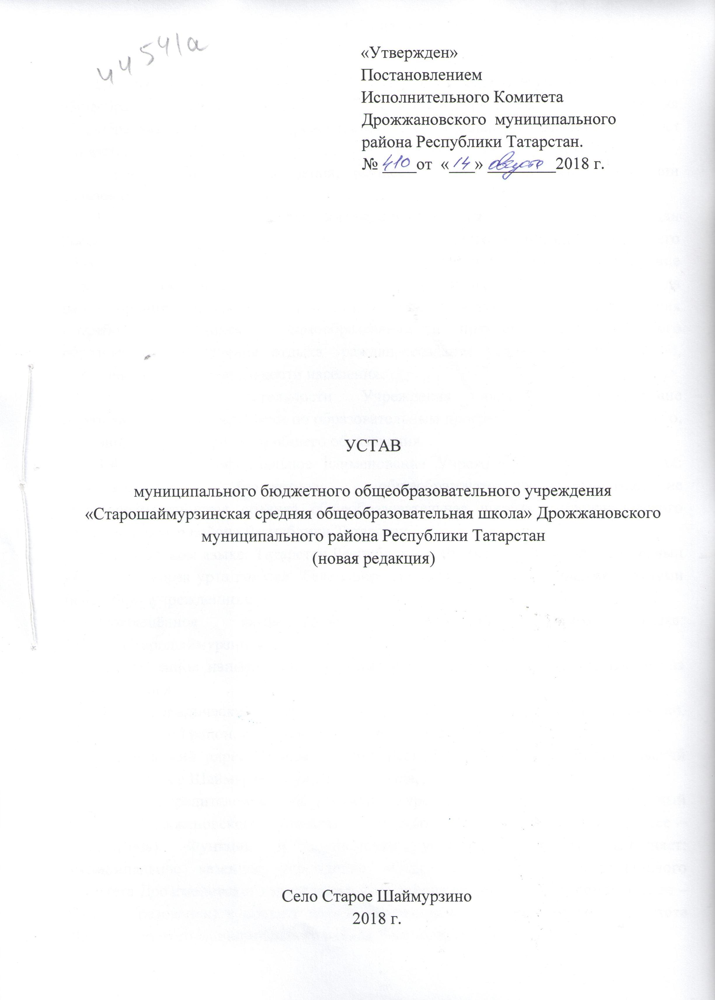 44541а
«Утвержден»
Постановлением
Исполнительного Комитета
Дрожжановского муниципального
района Республики Татарстан.
№ 410 от «14» августа 2018 г.
УСТАВ
муниципального бюджетного общеобразовательного учреждения
«Старошаймурзинская средняя общеобразовательная школа» Дрожжановского
муниципального района Республики Татарстан
(новая редакция)
Село Старое Шаймурзино
2018 г.